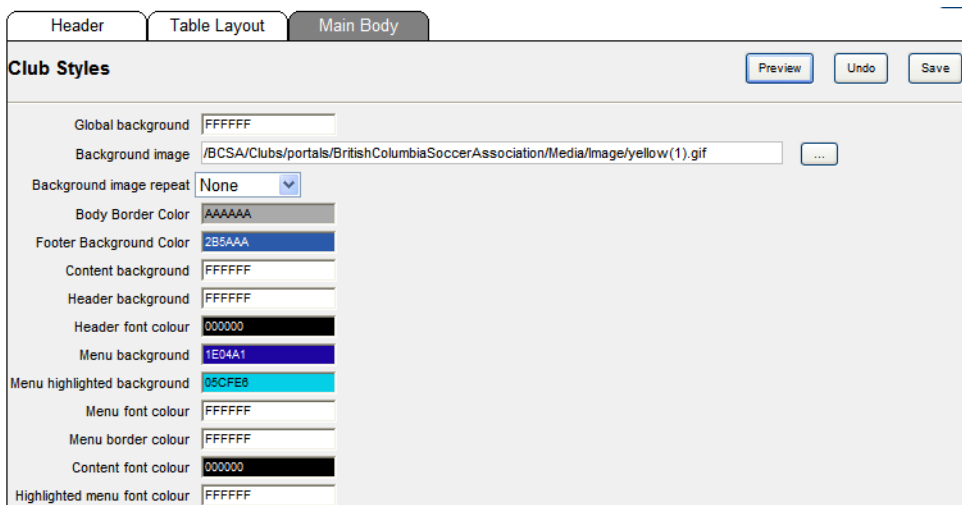 Header Table Layout Main Body
Club Styles Preview Undo Save
Global background FFFFFF
Background image /BCSA/Clubs/portals/BritishColumbiaSoccerAssociation/Media/Image/yellow(1).gif ...
Background image repeat None
Body Border Color AAAAAA
Footer Background Color 2B5AAA
Content background FFFFFF
Header background FFFFFF
Header font colour 000000
Menu background 1E04A1
Menu highlighted background 05CFE6
Menu font colour FFFFFF
Menu border colour FFFFFF
Content font colour 000000
Highlighted menu font colour FFFFFF